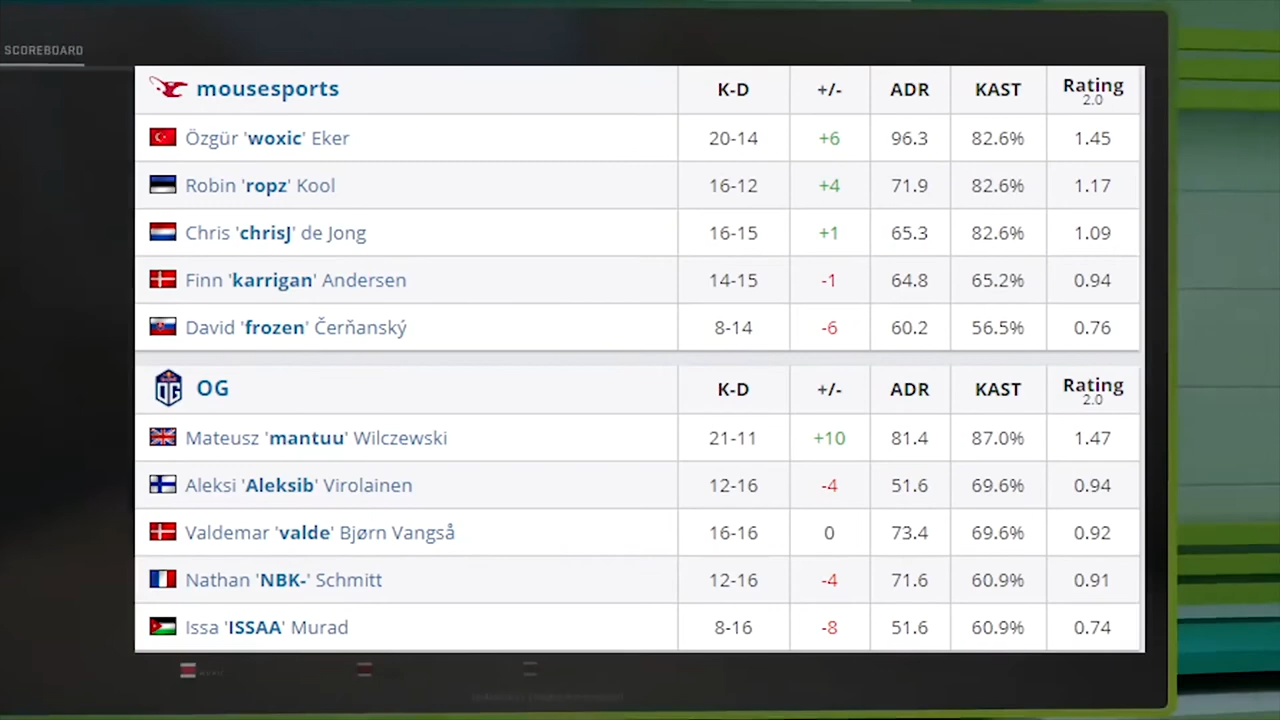 SCOREBOARD
mousesports K-D +/- ADR KAST Rating 2.0
Özgür 'woxic' Eker 20-14 +6 96.3 82.6% 1.45
Robin 'ropz' Kool 16-12 +4 71.9 82.6% 1.17
Chris 'chrisJ' de Jong 16-15 +1 65.3 82.6% 1.09
Finn 'karrigan' Andersen 14-15 -1 64.8 65.2% 0.94
David 'frozen' Čerňanský 8-14 -6 60.2 56.5% 0.76
OG K-D +/- ADR KAST Rating 2.0
Mateusz 'mantuu' Wilczewski 21-11 +10 81.4 87.0% 1.47
Aleksi 'Aleksib' Virolainen 12-16 -4 51.6 69.6% 0.94
Valdemar 'valde' Bjørn Vangså 16-16 0 73.4 69.6% 0.92
Nathan 'NBK-' Schmitt 12-16 -4 71.6 60.9% 0.91
Issa 'ISSAA' Murad 8-16 -8 51.6 60.9% 0.74